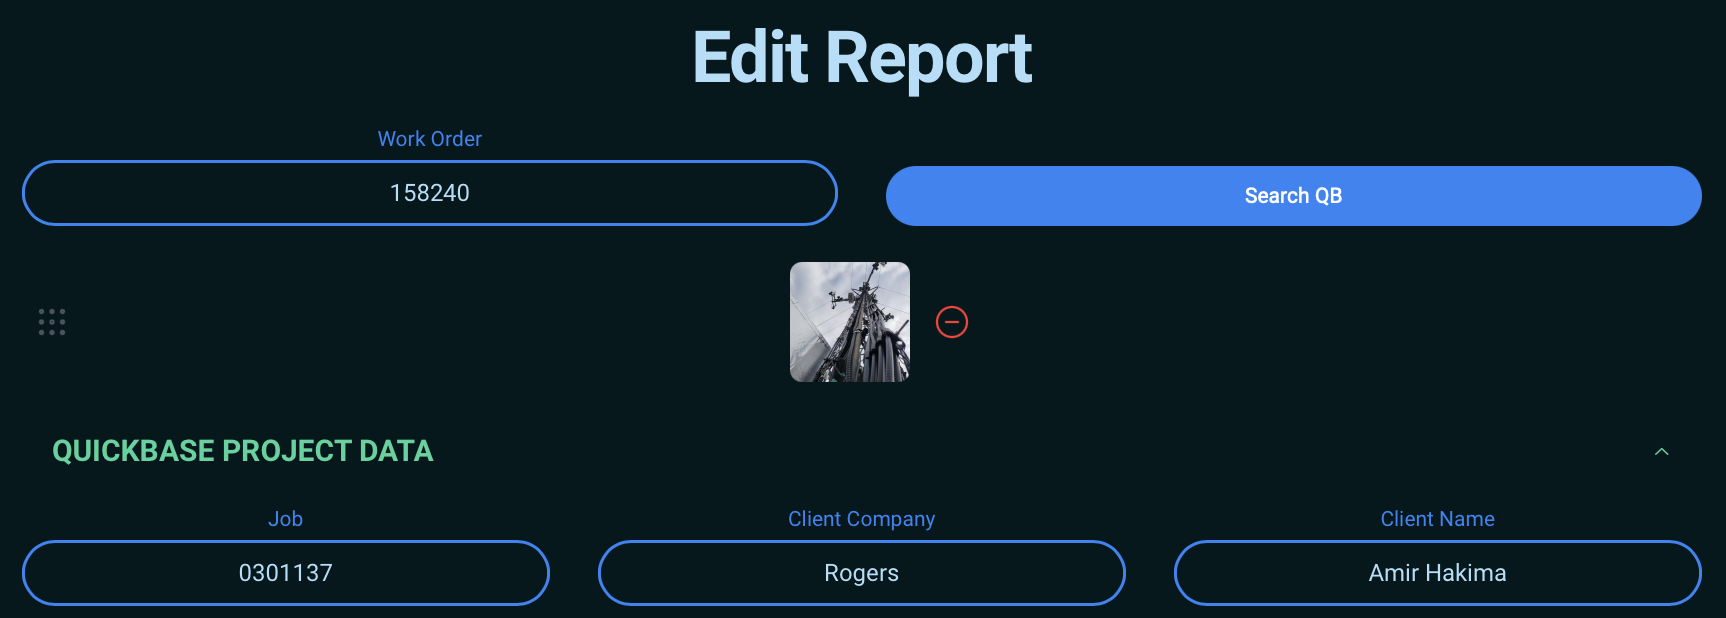 Edit Report
Work Order
158240
Search QB
QUICKBASE PROJECT DATA
Job
Client Company
Client Name
0301137
Rogers
Amir Hakima